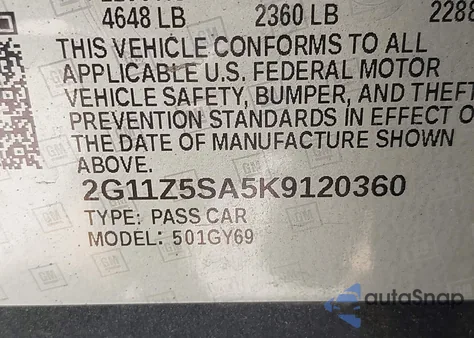 4648 LB 2360 LB 228
THIS VEHICLE CONFORMS TO ALL
APPLICABLE U.S. FEDERAL MOTOR
VEHICLE SAFETY, BUMPER, AND THEFT
PREVENTION STANDARDS IN EFFECT O
THE DATE OF MANUFACTURE SHOWN
ABOVE.
2G11Z5SA5K9120360
TYPE: PASS CAR
MODEL: 501GY69
autoSnap